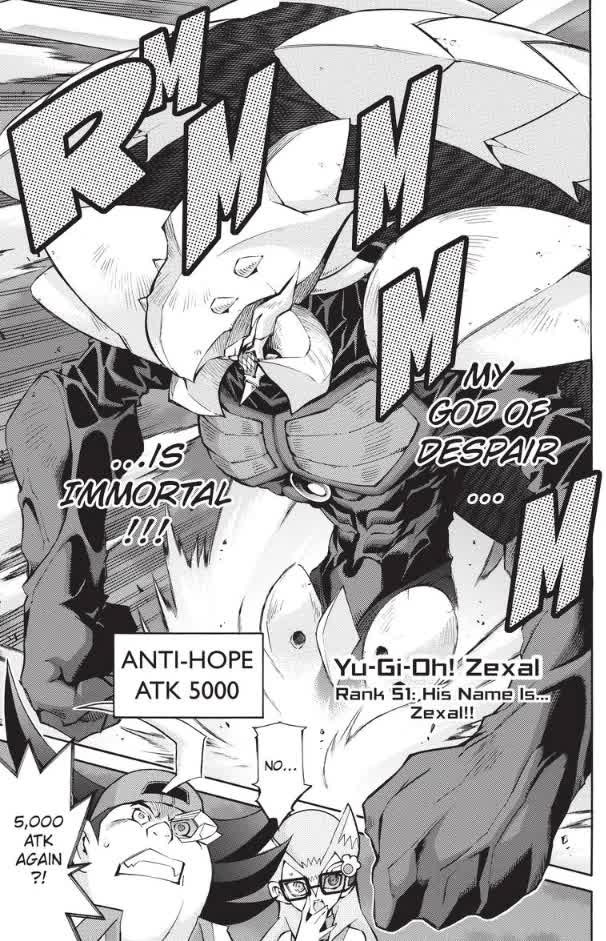 RMMMMM
MY
GOD OF
DESPAIR
...
...IS
IMMORTAL
!!!
ANTI-HOPE
ATK 5000
Yu-Gi-Oh! Zexal
Rank 51: His Name Is...
Zexal!!
NO...
5,000
ATK
AGAIN
?!